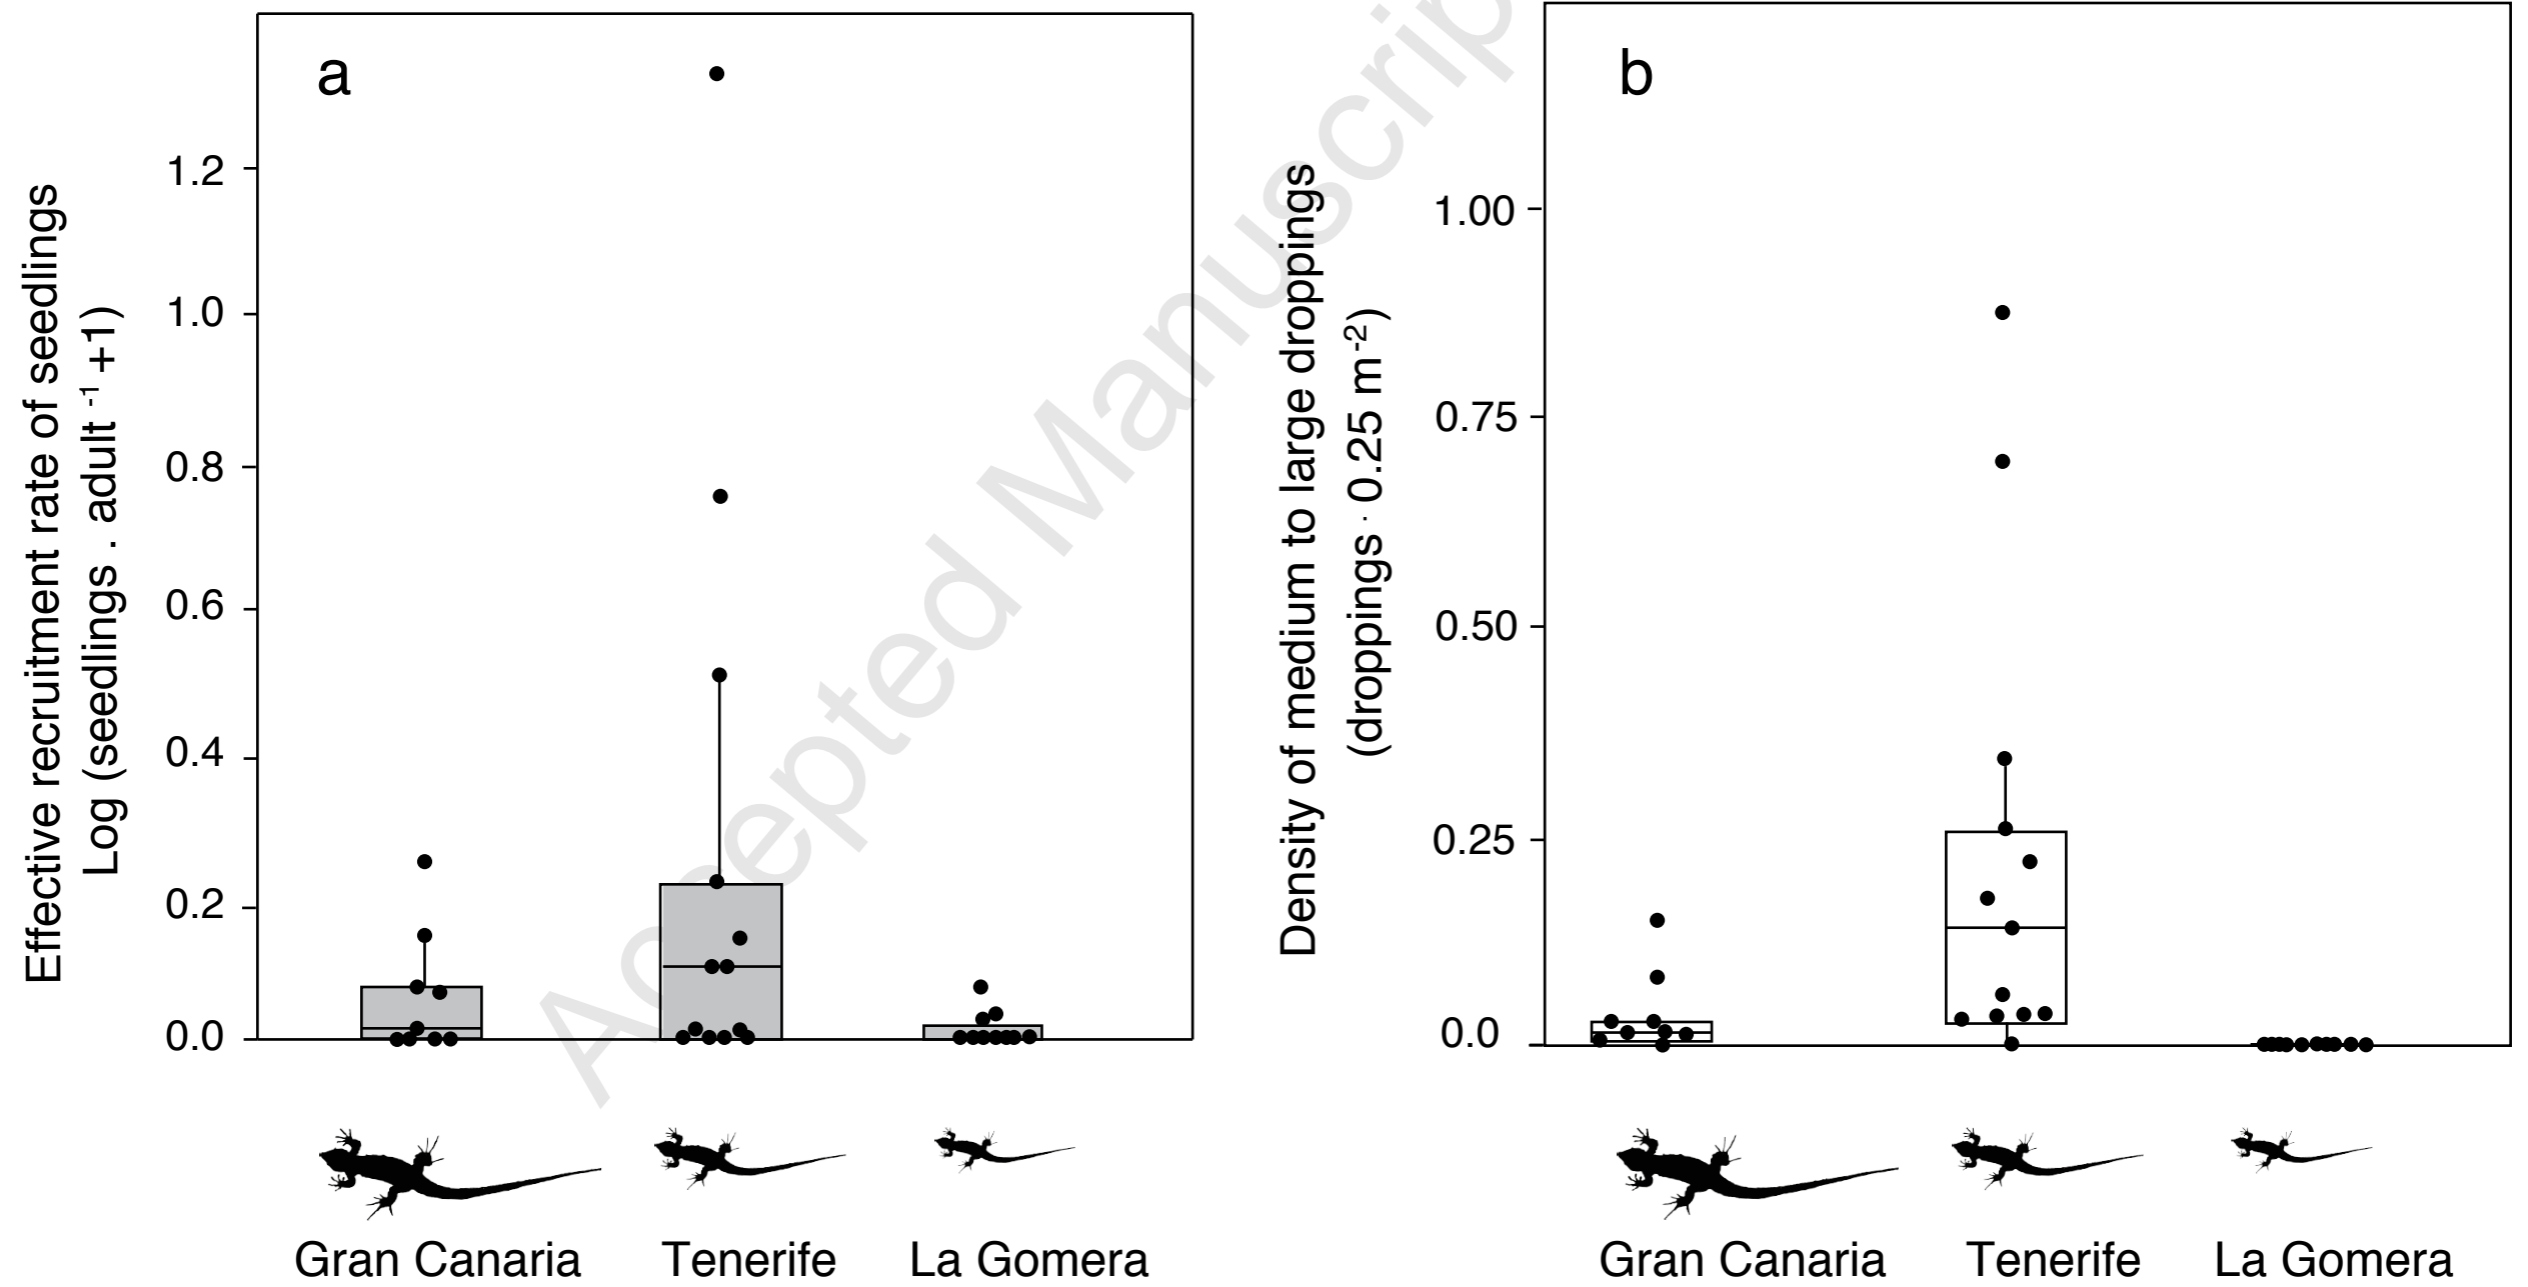 a
Effective recruitment rate of seedlings
Log (seedlings . adult -1 +1)
1.2
1.0
0.8
0.6
0.4
0.2
0.0
Gran Canaria
Tenerife
La Gomera
b
Density of medium to large droppings
(droppings · 0.25 m-2)
1.00
0.75
0.50
0.25
0.0
Gran Canaria
Tenerife
La Gomera
Accepted Manuscrip